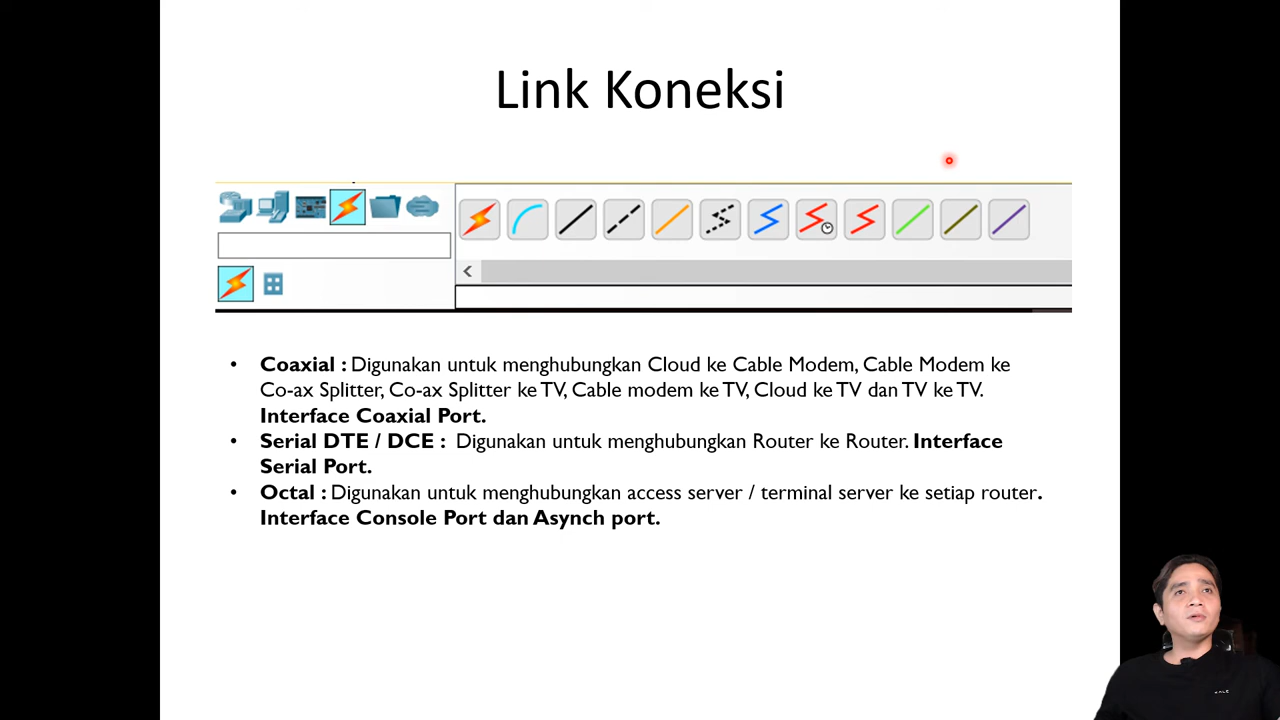 Link Koneksi
• Coaxial : Digunakan untuk menghubungkan Cloud ke Cable Modem, Cable Modem ke
Co-ax Splitter, Co-ax Splitter ke TV, Cable modem ke TV, Cloud ke TV dan TV ke TV.
Interface Coaxial Port.
• Serial DTE / DCE : Digunakan untuk menghubungkan Router ke Router. Interface
Serial Port.
• Octal : Digunakan untuk menghubungkan access server / terminal server ke setiap router.
Interface Console Port dan Asynch port.